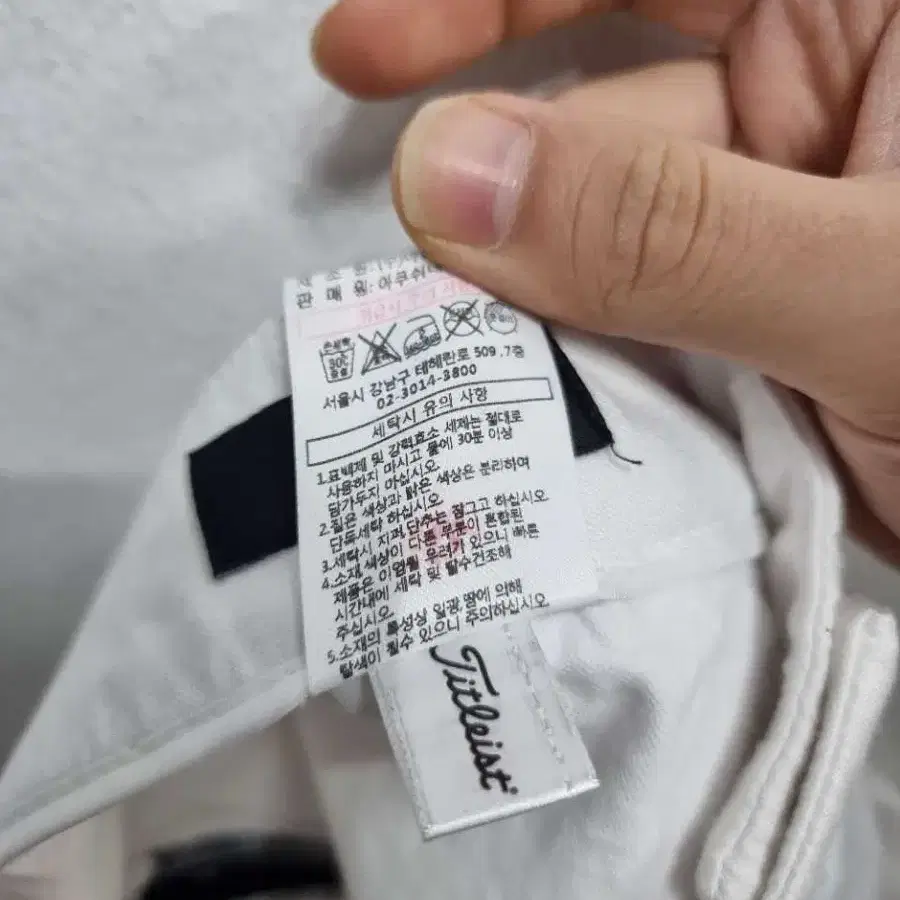 판 매 원: 아쿠쉬네
손세탁
30℃
중성
서울시 강남구 테헤란로 509 ,7층
02-3014-3800
세탁시 유의 사항
1.표백제 및 강력효소 세제는 절대로
사용하지 마시고 물에 30분 이상
담가두지 마십시오
2.짙은 색상과 밝은 색상은 분리하여
단독세탁 하십시오
3.세탁시 지퍼,단추는 잠그고 하십시오
4.소재,색상이 다른 부분이 혼합된
제품은 이염될 우려가 있으니 빠른
시간내에 세탁 및 탈수건조해
주십시오
5.소재의 특성상 일광,땀에 의해
탈색이 될수 있으니 주의하십시오
Titleist